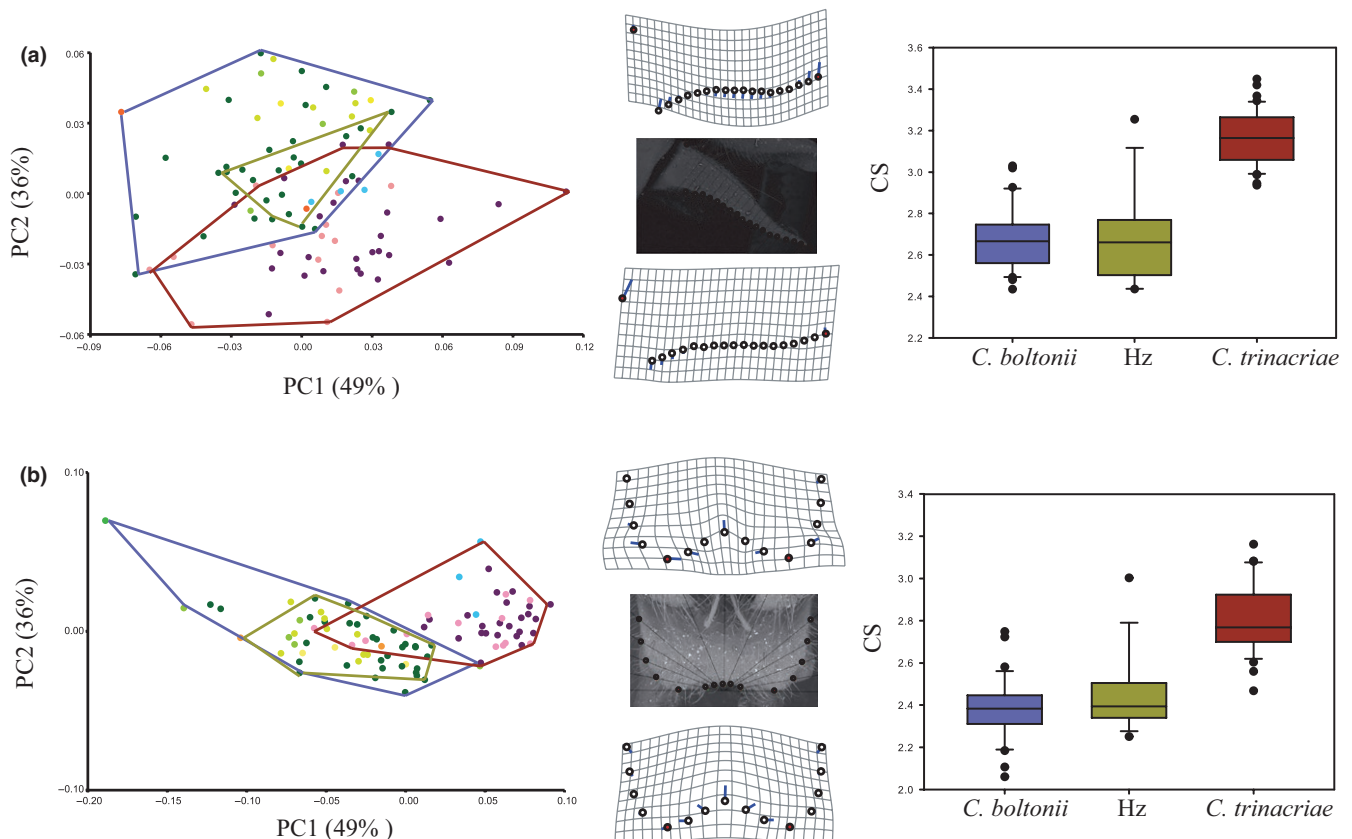 (a)
0.06
0.03
0.00
–0.03
–0.06
PC2 (36%)
–0.09
–0.06
–0.03
0.00
0.03
0.06
0.09
0.12
PC1 (49% )
3.6
3.4
3.2
3.0
2.8
2.6
2.4
2.2
CS
C. boltonii
Hz
C. trinacriae
(b)
0.10
0.00
–0.10
PC2 (36%)
–0.20
–0.15
–0.10
–0.05
0.00
0.05
0.10
PC1 (49%)
3.4
3.2
3.0
2.8
2.6
2.4
2.2
2.0
CS
C. boltonii
Hz
C. trinacriae